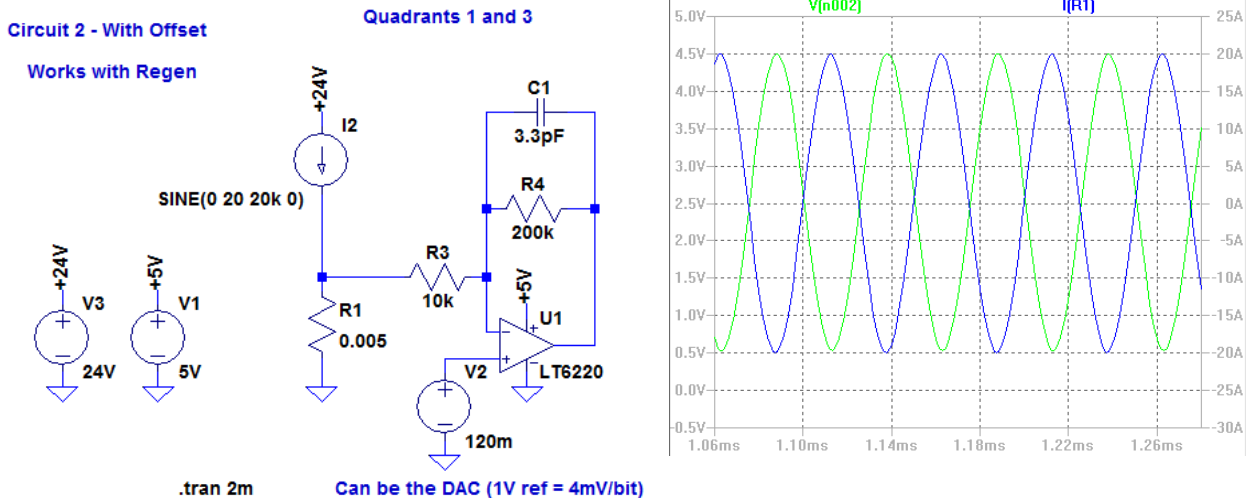 Circuit 2 - With Offset
Works with Regen
Quadrants 1 and 3
+24V
I2
SINE(0 20 20k 0)
C1
3.3pF
R4
200k
R3
10k
+5V
U1
LT6220
R1
0.005
+24V
V3
24V
+5V
V1
5V
V2
120m
.tran 2m
Can be the DAC (1V ref = 4mV/bit)
V(n002)
I(R1)
5.0V
4.5V
4.0V
3.5V
3.0V
2.5V
2.0V
1.5V
1.0V
0.5V
0.0V
-0.5V
25A
20A
15A
10A
5A
0A
-5A
-10A
-15A
-20A
-25A
-30A
1.06ms
1.10ms
1.14ms
1.18ms
1.22ms
1.26ms